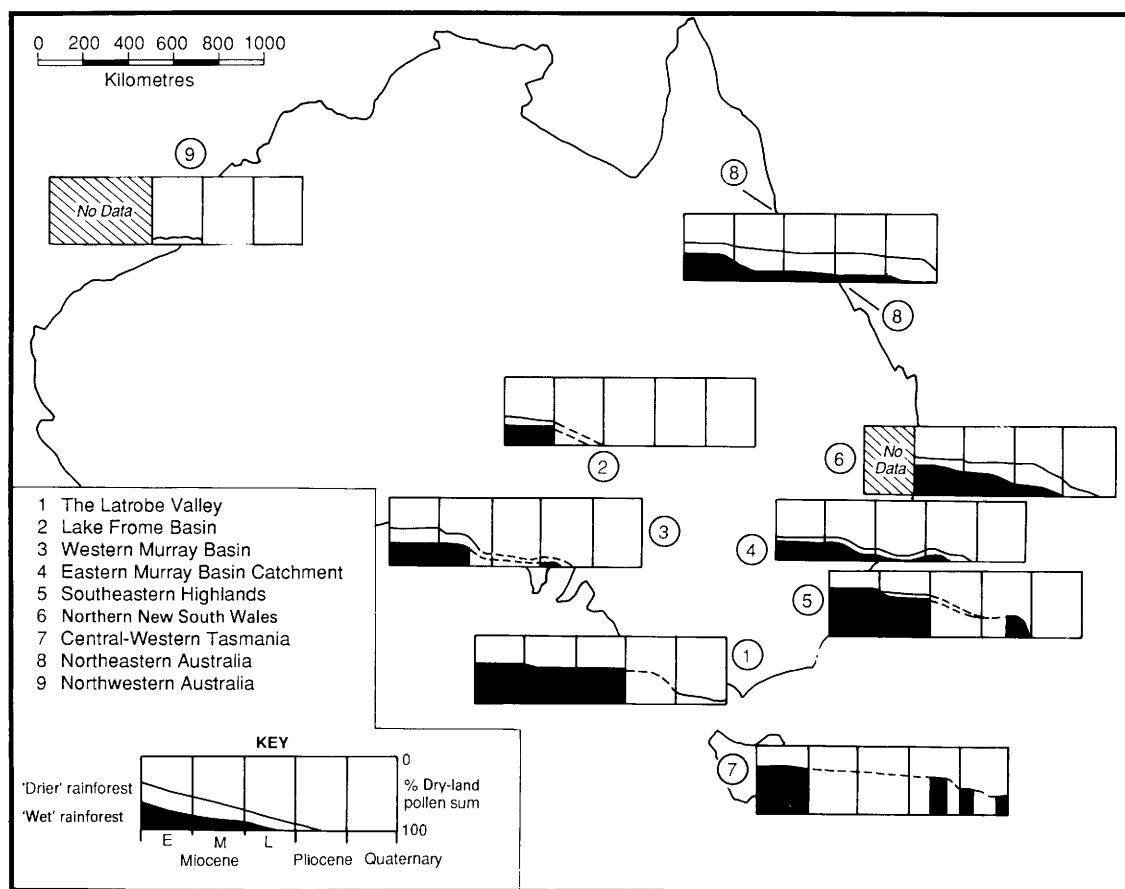 0 200 400 600 800 1000
Kilometres
9
No Data
8
8
2
6
No
Data
3
4
5
1
7
1 The Latrobe Valley
2 Lake Frome Basin
3 Western Murray Basin
4 Eastern Murray Basin Catchment
5 Southeastern Highlands
6 Northern New South Wales
7 Central-Western Tasmania
8 Northeastern Australia
9 Northwestern Australia
KEY
0
'Drier' rainforest
% Dry-land
pollen sum
'Wet' rainforest
100
E M L
Miocene Pliocene Quaternary